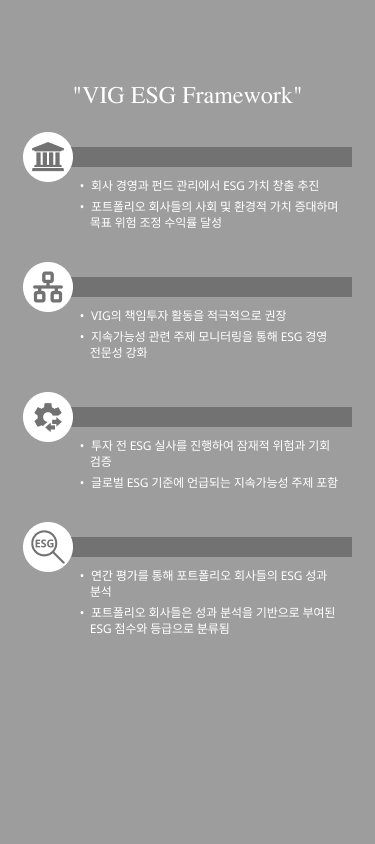 "VIG ESG Framework"
• 회사 경영과 펀드 관리에서 ESG 가치 창출 추진
• 포트폴리오 회사들의 사회 및 환경적 가치 증대하며
목표 위험 조정 수익률 달성
• VIG의 책임투자 활동을 적극적으로 권장
• 지속가능성 관련 주제 모니터링을 통해 ESG 경영
전문성 강화
• 투자 전 ESG 실사를 진행하여 잠재적 위험과 기회
검증
• 글로벌 ESG 기준에 언급되는 지속가능성 주제 포함
ESG
• 연간 평가를 통해 포트폴리오 회사들의 ESG 성과
분석
• 포트폴리오 회사들은 성과 분석을 기반으로 부여된
ESG 점수와 등급으로 분류됨